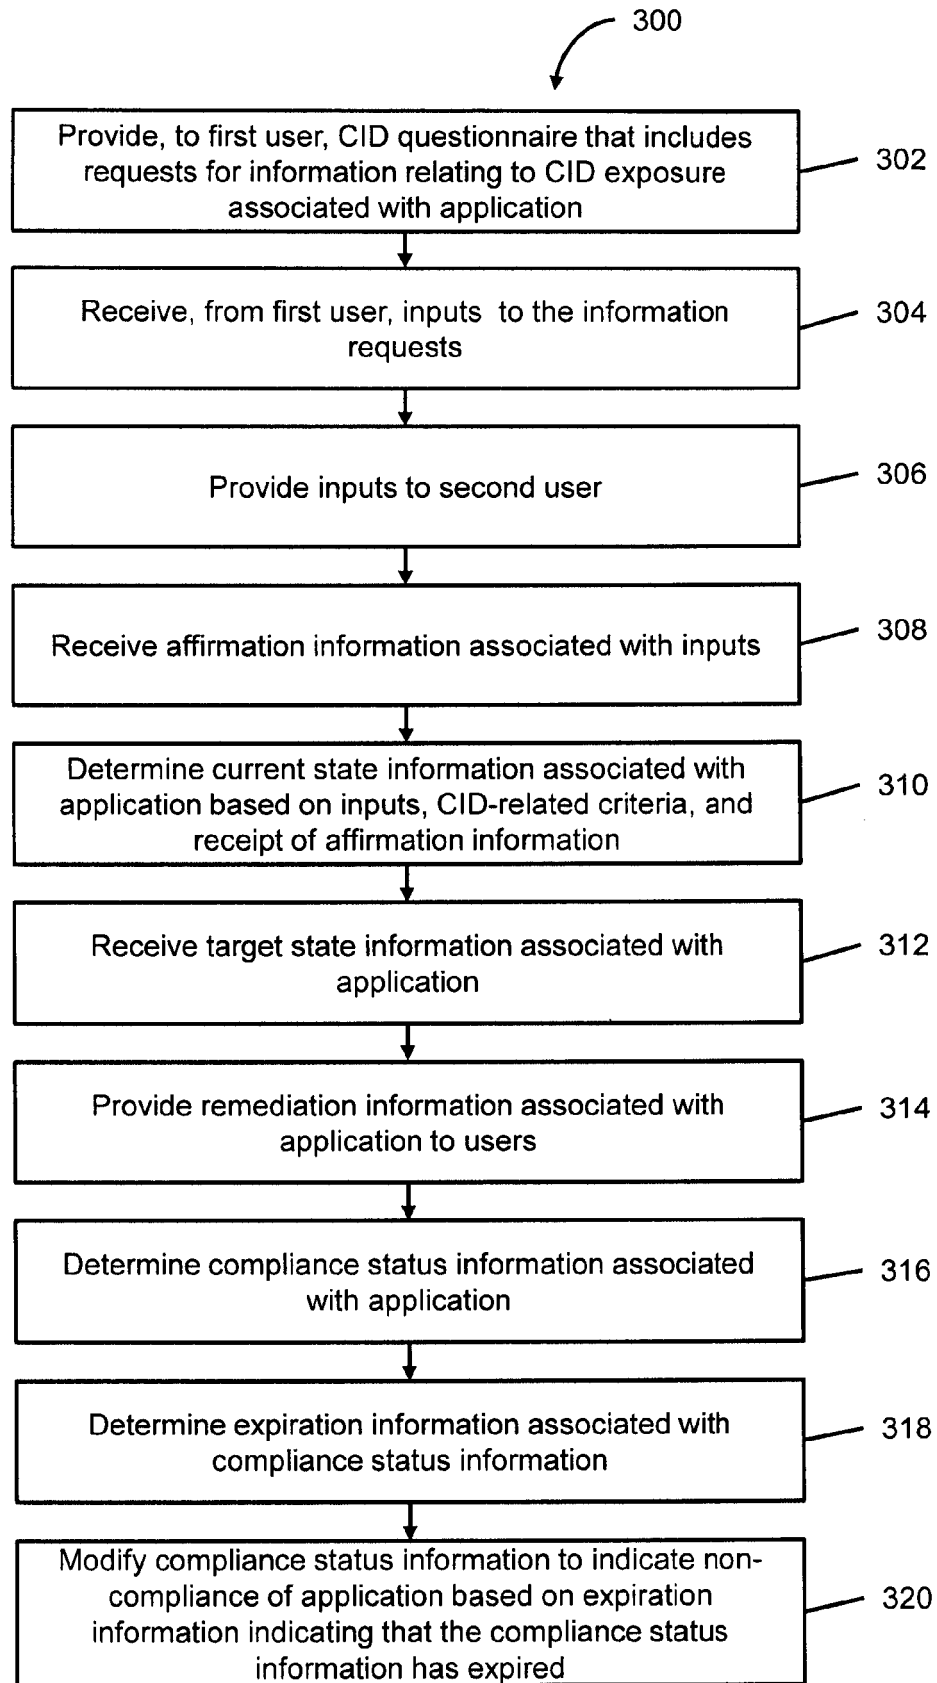 300
Provide, to first user, CID questionnaire that includes
requests for information relating to CID exposure
associated with application
302
Receive, from first user, inputs to the information
requests
304
Provide inputs to second user
306
Receive affirmation information associated with inputs
308
Determine current state information associated with
application based on inputs, CID-related criteria, and
receipt of affirmation information
310
Receive target state information associated with
application
312
Provide remediation information associated with
application to users
314
Determine compliance status information associated
with application
316
Determine expiration information associated with
compliance status information
318
Modify compliance status information to indicate non-
compliance of application based on expiration
information indicating that the compliance status
information has expired
320